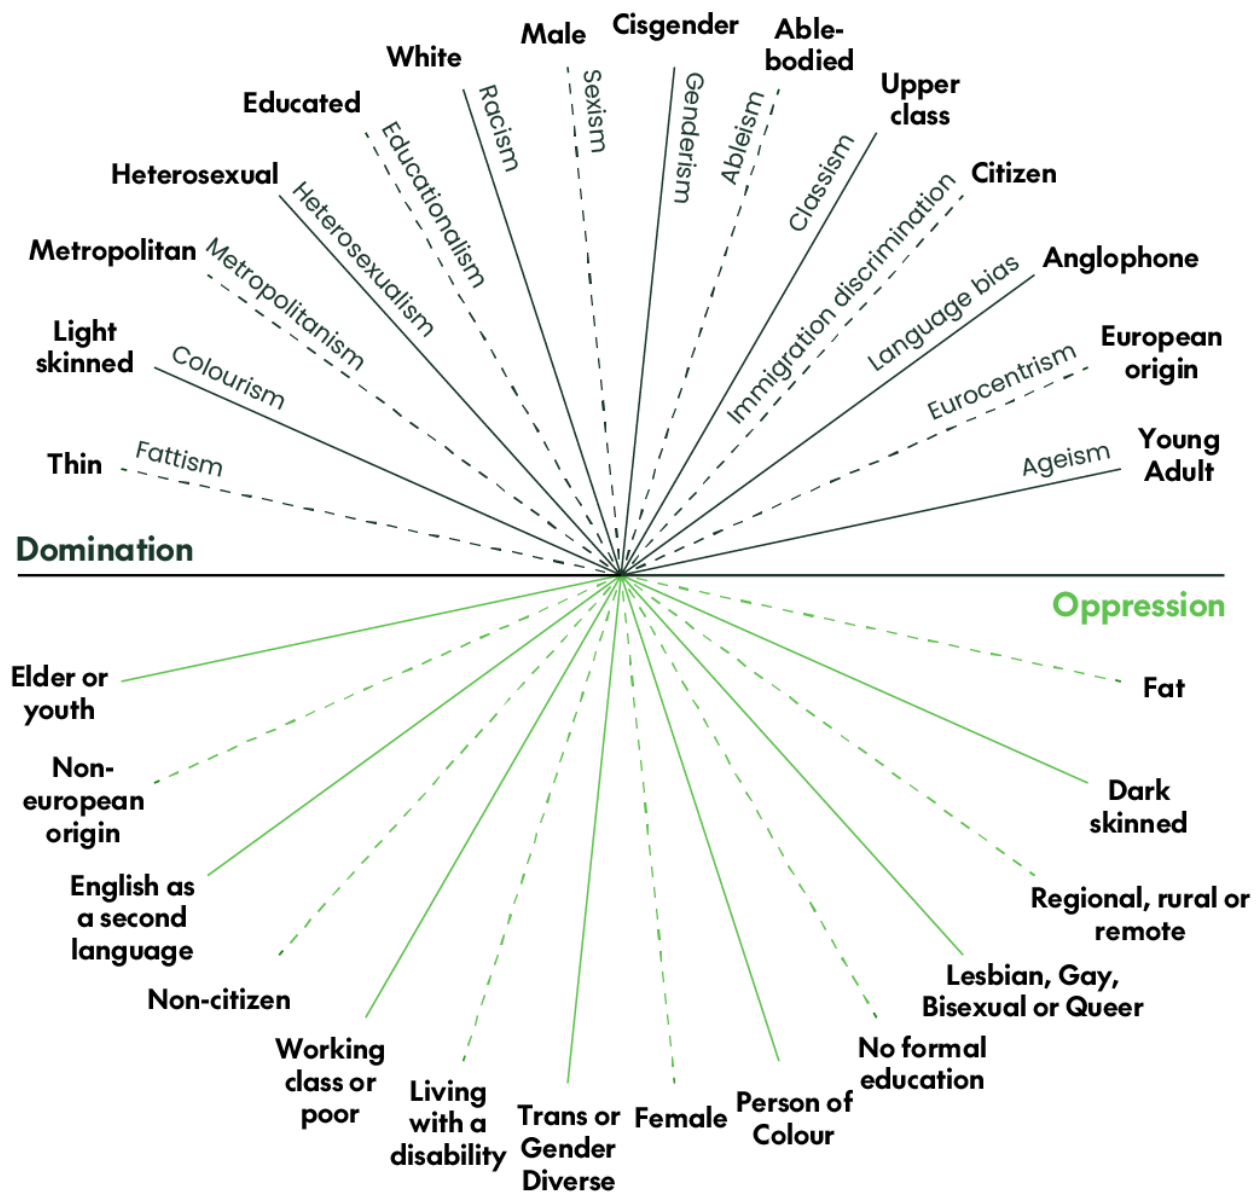 Cisgender
Male
Able-
bodied
White
Upper
class
Educated
Heterosexual
Citizen
Metropolitan
Anglophone
Light
skinned
European
origin
Thin
Young
Adult
Fattism
Colourism
Metropolitanism
Heterosexualism
Educationalism
Racism
Sexism
Genderism
Ableism
Classism
Immigration discrimination
Language bias
Eurocentrism
Ageism
Domination
Oppression
Elder or
youth
Non-
european
origin
English as
a second
language
Non-citizen
Working
class or
poor
Living
with a
disability
Trans or
Gender
Diverse
Female
Person of
Colour
No formal
education
Lesbian, Gay,
Bisexual or Queer
Regional, rural or
remote
Dark
skinned
Fat